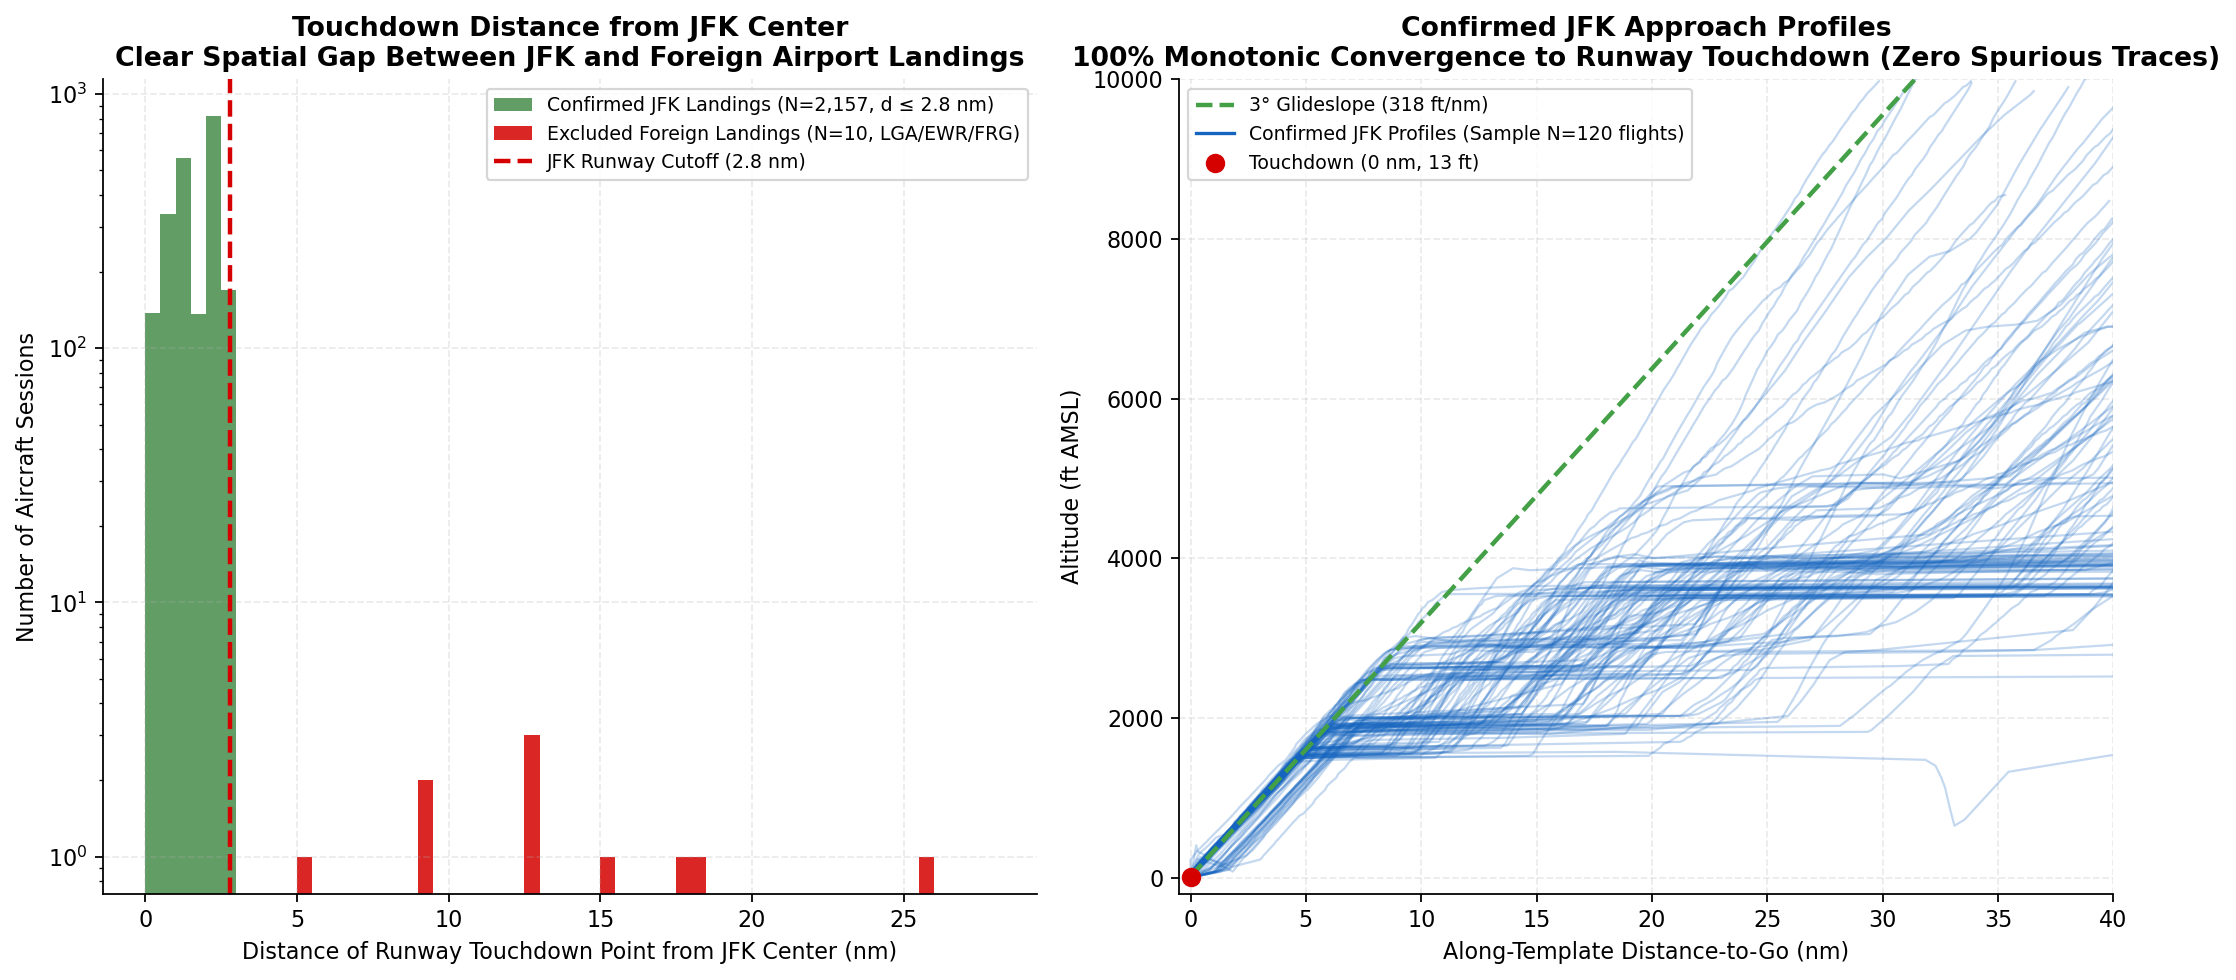 Touchdown Distance from JFK Center
Clear Spatial Gap Between JFK and Foreign Airport Landings
Confirmed JFK Landings (N=2,157, d ≤ 2.8 nm)
Excluded Foreign Landings (N=10, LGA/EWR/FRG)
JFK Runway Cutoff (2.8 nm)
Number of Aircraft Sessions
10³
10²
10¹
10⁰
0 5 10 15 20 25
Distance of Runway Touchdown Point from JFK Center (nm)
Confirmed JFK Approach Profiles
100% Monotonic Convergence to Runway Touchdown (Zero Spurious Traces)
3° Glideslope (318 ft/nm)
Confirmed JFK Profiles (Sample N=120 flights)
Touchdown (0 nm, 13 ft)
Altitude (ft AMSL)
10000
8000
6000
4000
2000
0
0 5 10 15 20 25 30 35 40
Along-Template Distance-to-Go (nm)